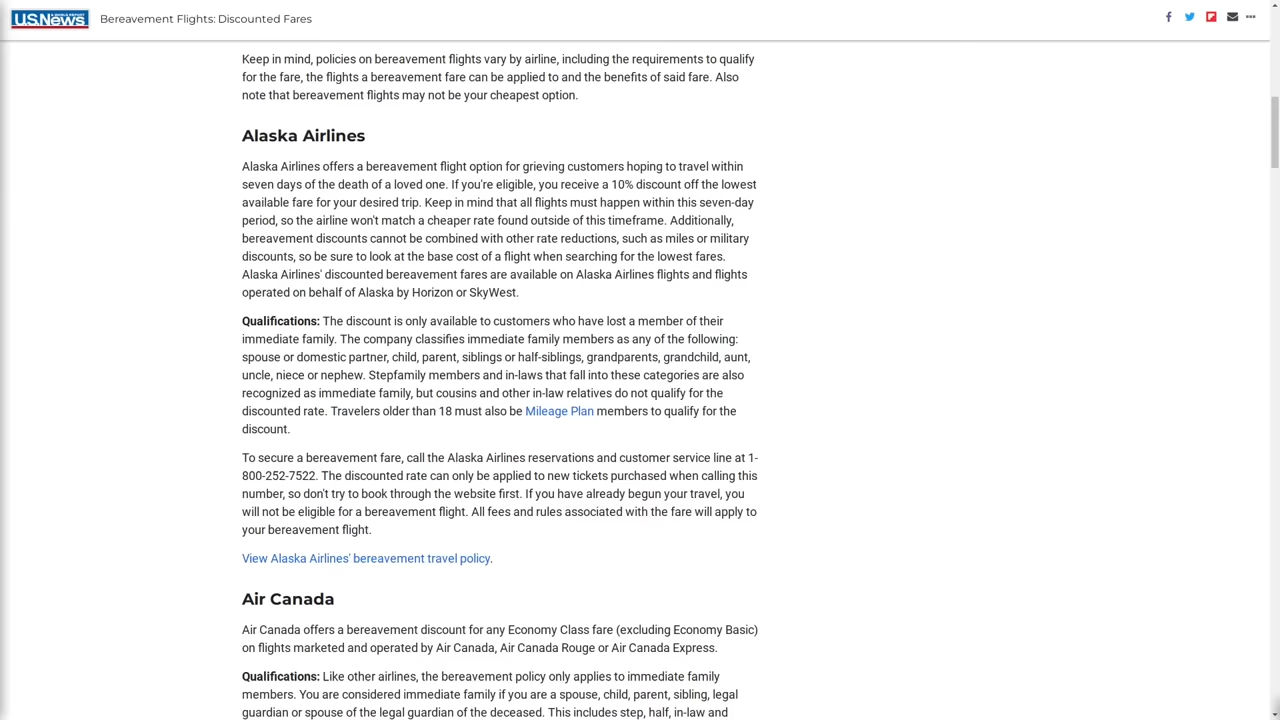 U.S.News
Bereavement Flights: Discounted Fares
Keep in mind, policies on bereavement flights vary by airline, including the requirements to qualify
for the fare, the flights a bereavement fare can be applied to and the benefits of said fare. Also
note that bereavement flights may not be your cheapest option.
Alaska Airlines
Alaska Airlines offers a bereavement flight option for grieving customers hoping to travel within
seven days of the death of a loved one. If you're eligible, you receive a 10% discount off the lowest
available fare for your desired trip. Keep in mind that all flights must happen within this seven-day
period, so the airline won't match a cheaper rate found outside of this timeframe. Additionally,
bereavement discounts cannot be combined with other rate reductions, such as miles or military
discounts, so be sure to look at the base cost of a flight when searching for the lowest fares.
Alaska Airlines' discounted bereavement fares are available on Alaska Airlines flights and flights
operated on behalf of Alaska by Horizon or SkyWest.
Qualifications: The discount is only available to customers who have lost a member of their
immediate family. The company classifies immediate family members as any of the following:
spouse or domestic partner, child, parent, siblings or half-siblings, grandparents, grandchild, aunt,
uncle, niece or nephew. Stepfamily members and in-laws that fall into these categories are also
recognized as immediate family, but cousins and other in-law relatives do not qualify for the
discounted rate. Travelers older than 18 must also be Mileage Plan members to qualify for the
discount.
To secure a bereavement fare, call the Alaska Airlines reservations and customer service line at 1-
800-252-7522. The discounted rate can only be applied to new tickets purchased when calling this
number, so don't try to book through the website first. If you have already begun your travel, you
will not be eligible for a bereavement flight. All fees and rules associated with the fare will apply to
your bereavement flight.
View Alaska Airlines' bereavement travel policy.
Air Canada
Air Canada offers a bereavement discount for any Economy Class fare (excluding Economy Basic)
on flights marketed and operated by Air Canada, Air Canada Rouge or Air Canada Express.
Qualifications: Like other airlines, the bereavement policy only applies to immediate family
members. You are considered immediate family if you are a spouse, child, parent, sibling, legal
guardian or spouse of the legal guardian of the deceased. This includes step, half, in-law and